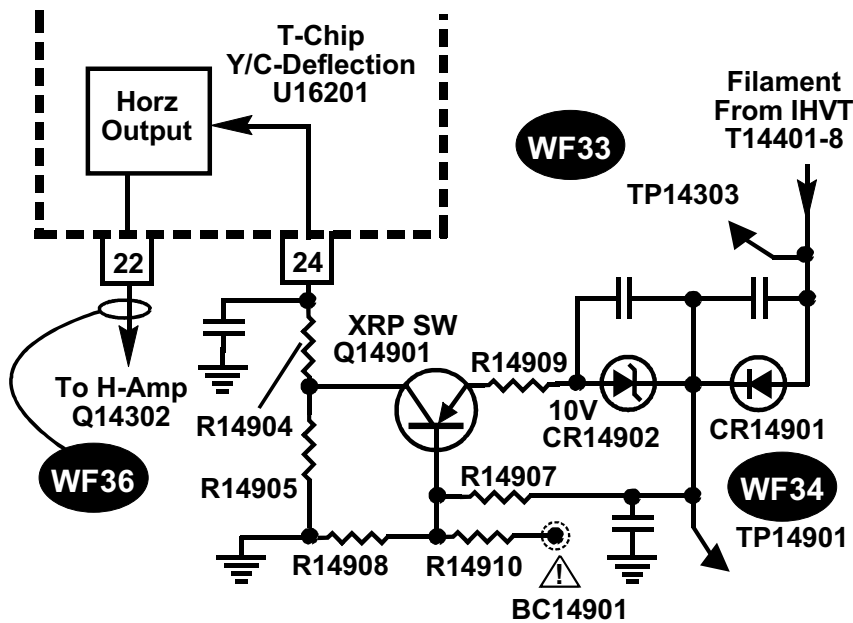 T-Chip
Y/C-Deflection
U16201
Horz
Output
Filament
From IHVT
T14401-8
WF33
TP14303
22
24
XRP SW
Q14901
R14909
To H-Amp
Q14302
R14904
10V
CR14902
CR14901
WF36
R14905
R14907
WF34
TP14901
R14908
R14910
!
BC14901